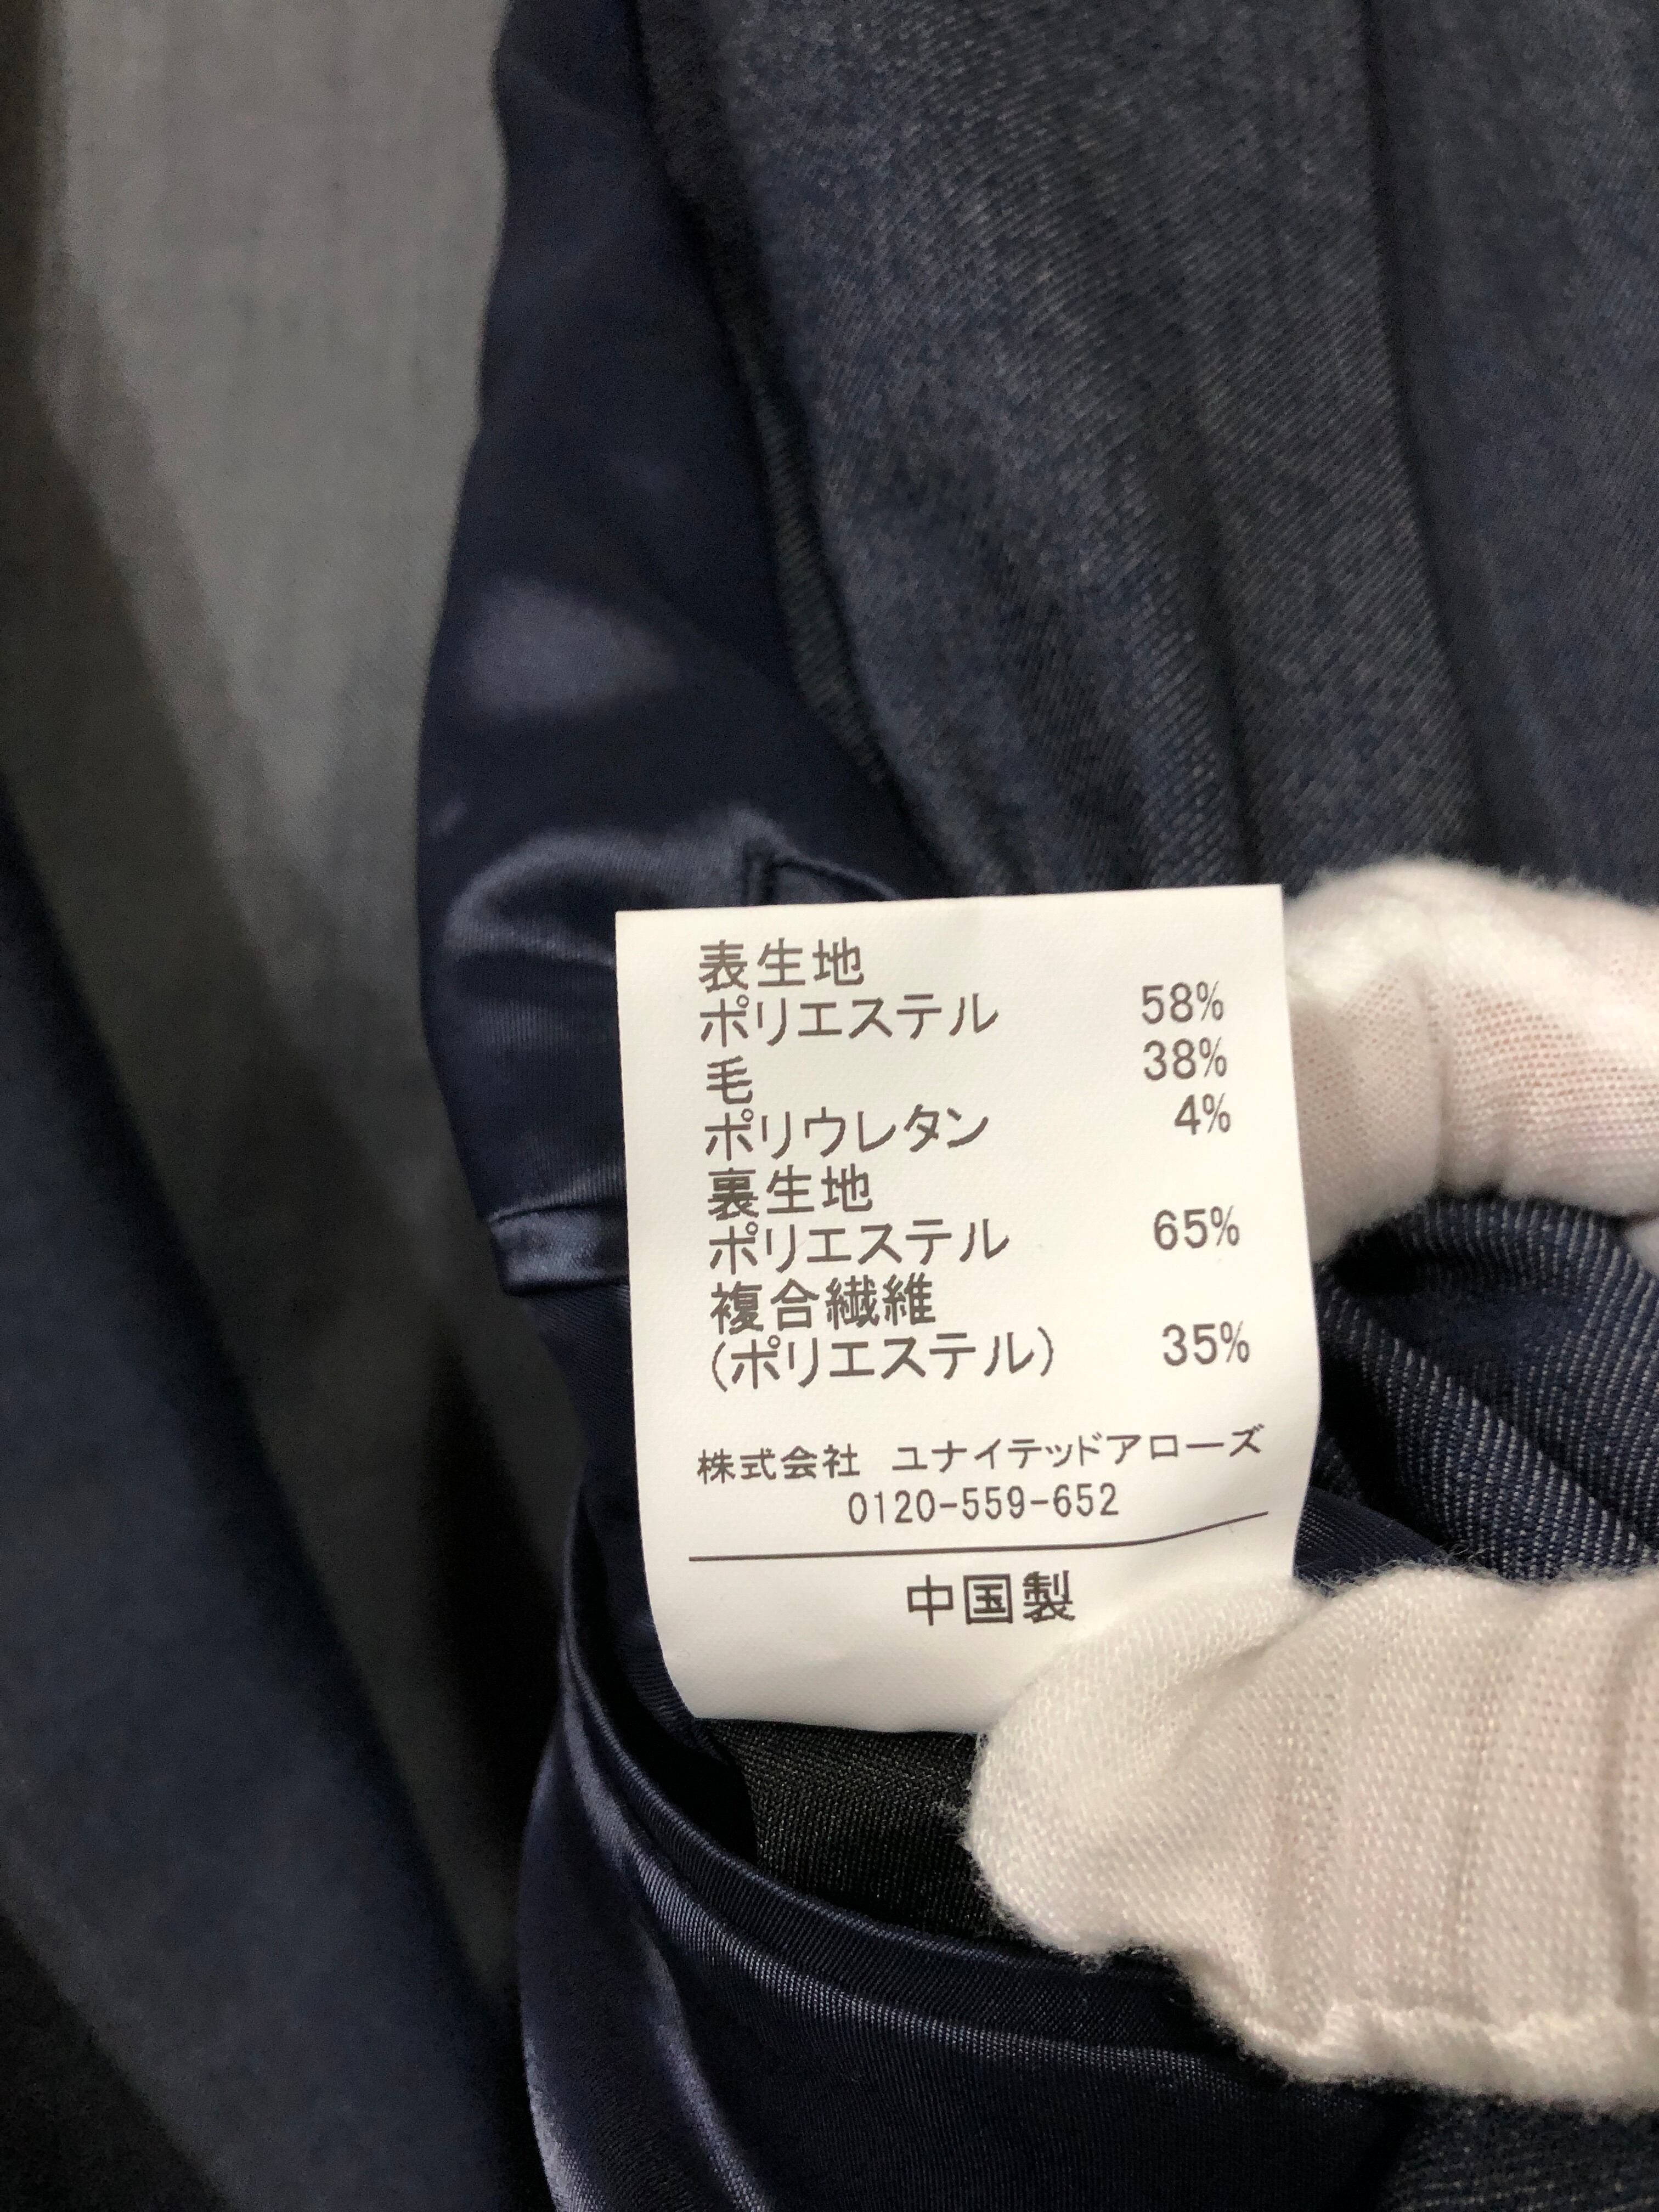 表生地
ポリエステル 58%
毛 38%
ポリウレタン 4%
裏生地
ポリエステル 65%
複合繊維
(ポリエステル) 35%
株式会社 ユナイテッドアローズ
0120-559-652
中国製